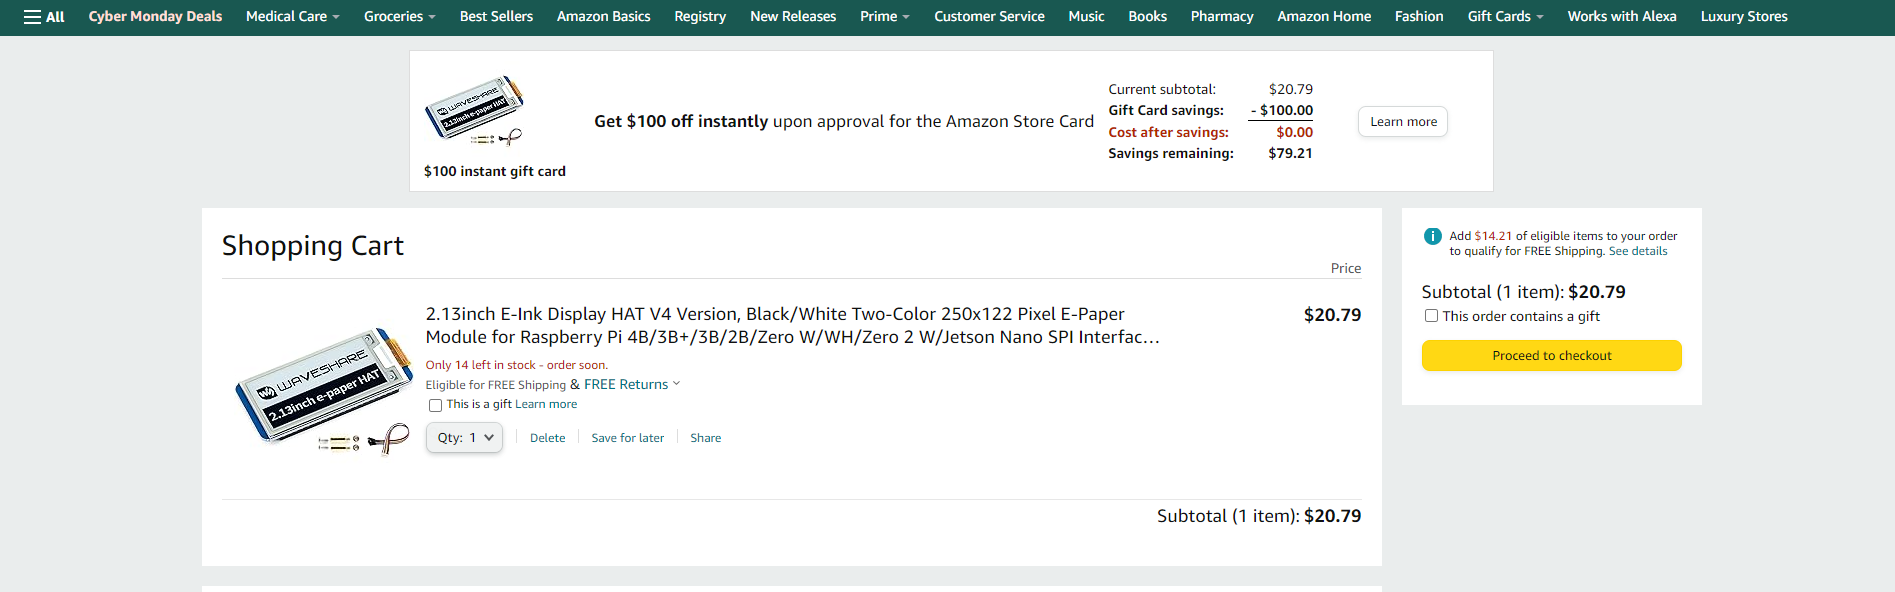 All Cyber Monday Deals Medical Care Groceries Best Sellers Amazon Basics Registry New Releases Prime Customer Service Music Books Pharmacy Amazon Home Fashion Gift Cards Works with Alexa Luxury Stores
WAVESHARE
2.13inch e-paper HAT
$100 instant gift card
Get $100 off instantly upon approval for the Amazon Store Card
Current subtotal: $20.79
Gift Card savings: - $100.00
Cost after savings: $0.00
Savings remaining: $79.21
Learn more
Shopping Cart
Price
WAVESHARE
2.13inch e-paper HAT
2.13inch E-Ink Display HAT V4 Version, Black/White Two-Color 250x122 Pixel E-Paper
Module for Raspberry Pi 4B/3B+/3B/2B/Zero W/WH/Zero 2 W/Jetson Nano SPI Interfac...
$20.79
Only 14 left in stock - order soon.
Eligible for FREE Shipping & FREE Returns
This is a gift Learn more
Qty: 1 Delete Save for later Share
Subtotal (1 item): $20.79
Add $14.21 of eligible items to your order
to qualify for FREE Shipping. See details
Subtotal (1 item): $20.79
This order contains a gift
Proceed to checkout